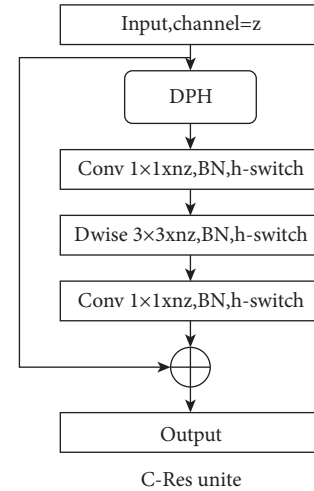 Input,channel=z
DPH
Conv 1×1xnz,BN,h-switch
Dwise 3×3xnz,BN,h-switch
Conv 1×1xnz,BN,h-switch
Output
C-Res unite